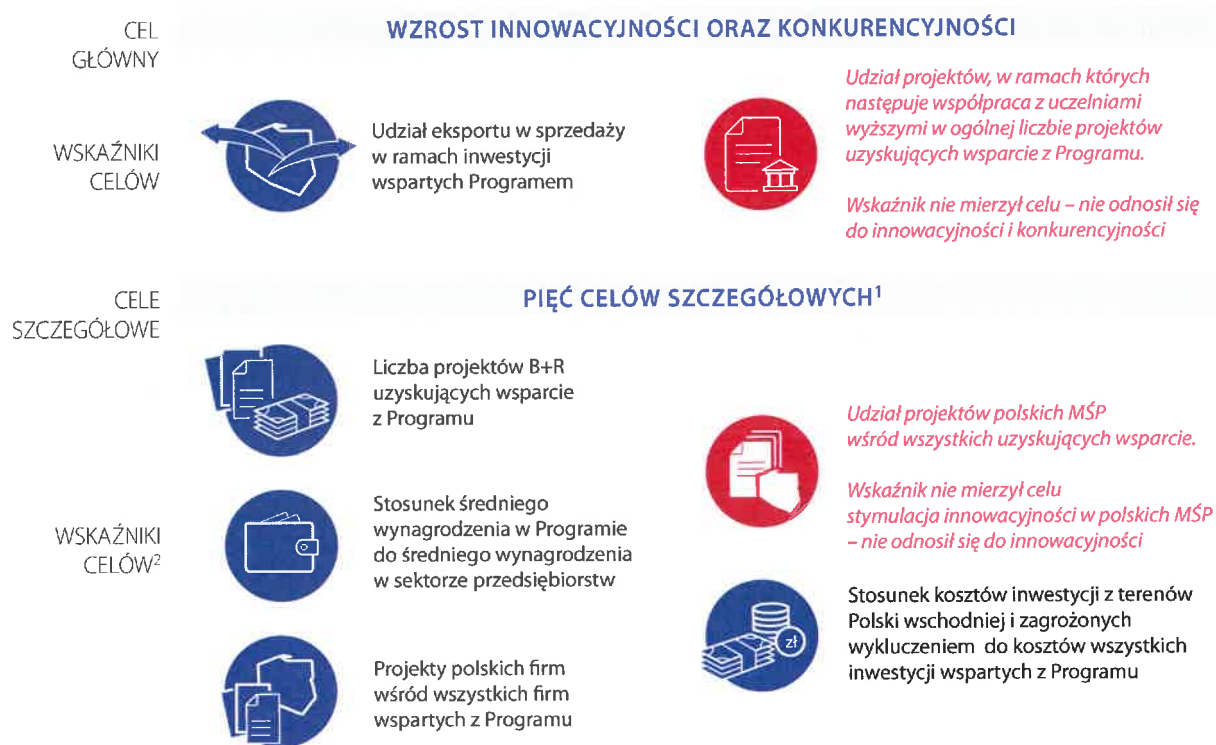 CEL
GŁÓWNY
WZROST INNOWACYJNOŚCI ORAZ KONKURENCYJNOŚCI
WSKAŹNIKI
CELÓW
Udział eksportu w sprzedaży
w ramach inwestycji
wspartych Programem
Udział projektów, w ramach których
następuje współpraca z uczelniami
wyższymi w ogólnej liczbie projektów
uzyskujących wsparcie z Programu.
Wskaźnik nie mierzył celu – nie odnosił się
do innowacyjności i konkurencyjności
CELE
SZCZEGÓŁOWE
PIĘĆ CELÓW SZCZEGÓŁOWYCH¹
WSKAŹNIKI
CELÓW²
Liczba projektów B+R
uzyskujących wsparcie
z Programu
Stosunek średniego
wynagrodzenia w Programie
do średniego wynagrodzenia
w sektorze przedsiębiorstw
Projekty polskich firm
wśród wszystkich firm
wspartych z Programu
Udział projektów polskich MŚP
wśród wszystkich uzyskujących wsparcie.
Wskaźnik nie mierzył celu
stymulacja innowacyjności w polskich MŚP
– nie odnosił się do innowacyjności
zł
Stosunek kosztów inwestycji z terenów
Polski wschodniej i zagrożonych
wykluczeniem do kosztów wszystkich
inwestycji wspartych z Programu